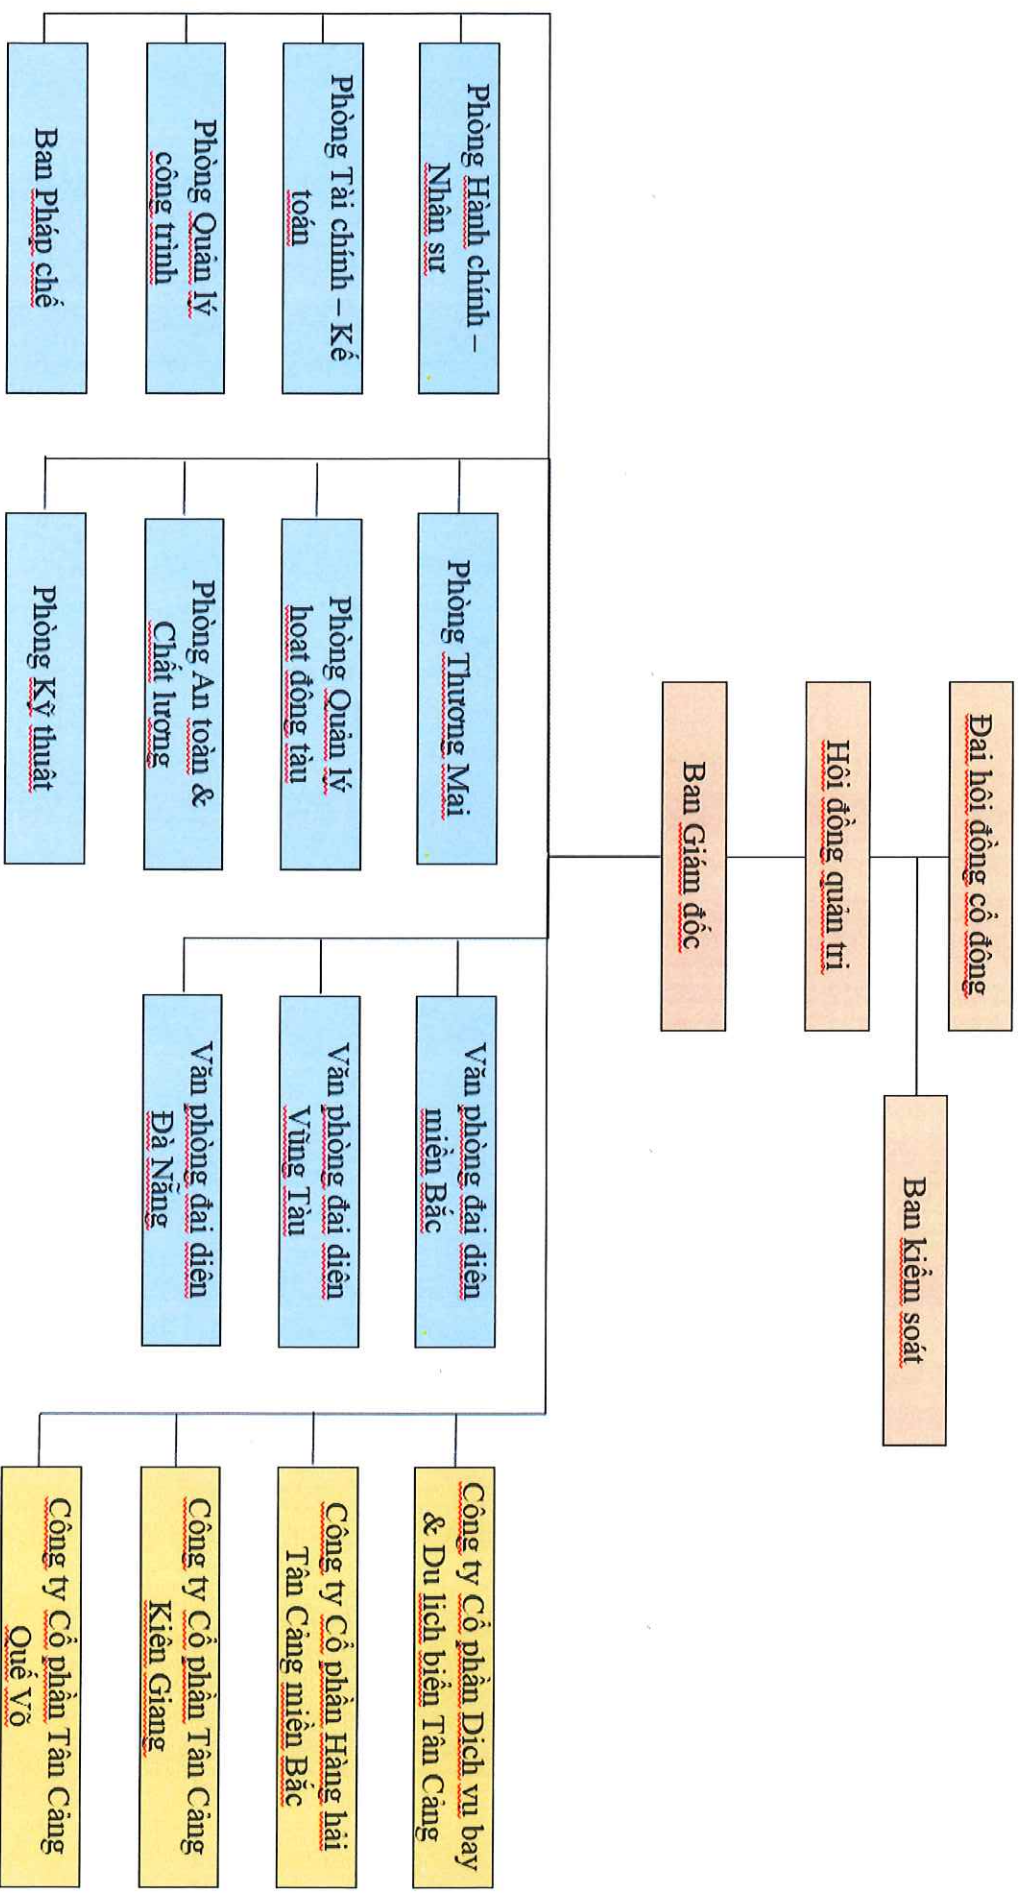 Đại hội đồng cổ đông
Ban kiểm soát
Hội đồng quản trị
Ban Giám đốc
Phòng Hành chính –
Nhân sự
Phòng Tài chính – Kế
toán
Phòng Quản lý
công trình
Ban Pháp chế
Phòng Thương Mại
Phòng Quản lý
hoạt động tàu
Phòng An toàn &
Chất lượng
Phòng Kỹ thuật
Văn phòng đại diện
miền Bắc
Văn phòng đại diện
Vũng Tàu
Văn phòng đại diện
Đà Nẵng
Công ty Cổ phần Dịch vụ bay
& Du lịch biển Tân Cảng
Công ty Cổ phần Hàng hải
Tân Cảng miền Bắc
Công ty Cổ phần Tân Cảng
Kiên Giang
Công ty Cổ phần Tân Cảng
Quế Võ